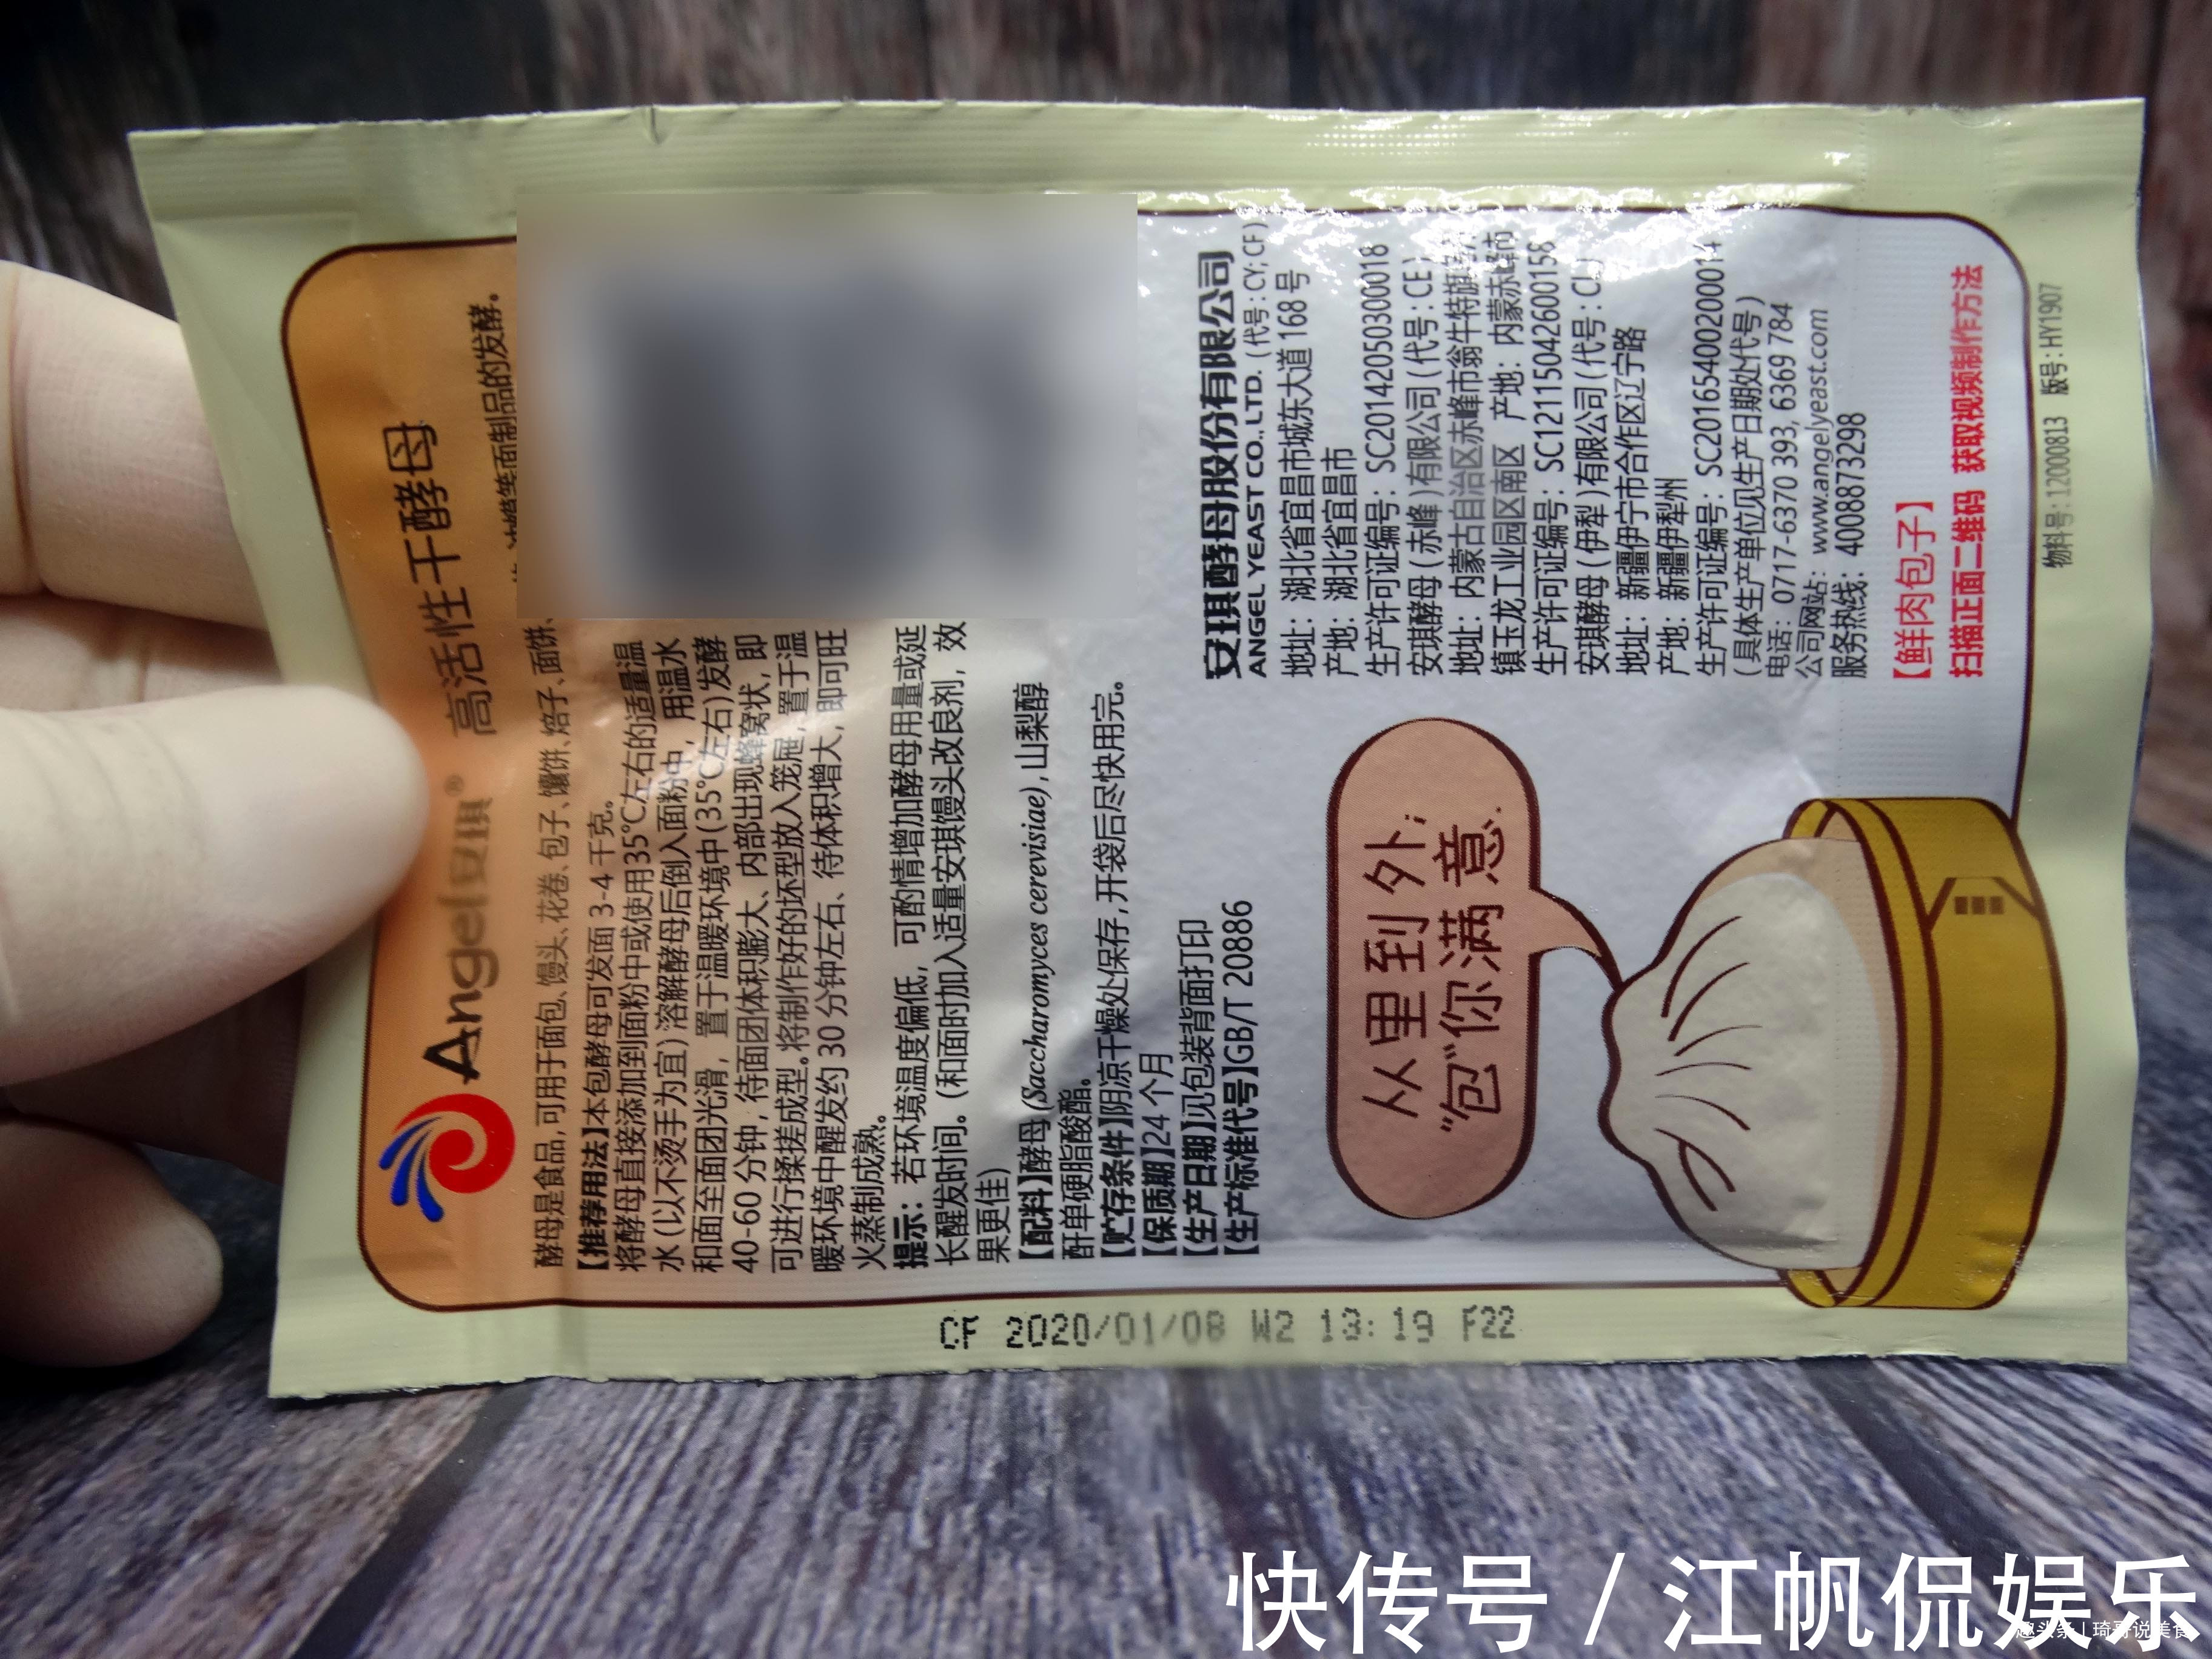 Angel安琪® 高活性干酵母
酵母是食品,可用于面包、馒头、花卷、包子、馕饼、焙子、面饼、
油糕等面制品的发酵。
【推荐用法】本包酵母可发面 3-4 千克。
将酵母直接添加到面粉中或使用35℃左右的适量温
水(以不烫手为宜)溶解酵母后倒入面粉中,用温水
和面至面团光滑,置于温暖环境中(35℃左右)发酵
40-60 分钟,待面团体积膨大、内部出现蜂窝状,即
可进行揉搓成型。将制作好的坯型放入笼屉,置于温
暖环境中醒发约 30 分钟左右、待体积增大,即可旺
火蒸制成熟。
提示:若环境温度偏低,可酌情增加酵母用量或延
长醒发时间。(和面时加入适量安琪馒头改良剂,效
果更佳)
【配料】酵母(Saccharomyces cerevisiae),山梨醇
酐单硬脂酸酯。
【贮存条件】阴凉干燥处保存,开袋后尽快用完。
【保质期】24 个月
【生产日期】见包装背面打印
【生产标准代号】GB/T 20886
安琪酵母股份有限公司
ANGEL YEAST CO.,LTD. (代号:CY; CF)
地址:湖北省宜昌市城东大道 168 号
产地:湖北省宜昌市
生产许可证编号:SC20142050300018
安琪酵母(赤峰)有限公司(代号:CE)
地址:内蒙古自治区赤峰市翁牛特旗乌丹
镇玉龙工业园区南区 产地:内蒙赤峰市
生产许可证编号:SC12115042600158
安琪酵母(伊犁)有限公司(代号:CL)
地址:新疆伊宁市合作区辽宁路
产地:新疆伊犁州
生产许可证编号:SC20165400200014
(具体生产单位见生产日期处代号)
电话:0717-6370 393, 6369 784
公司网站:www.angelyeast.com
服务热线:4008873298
【鲜肉包子】
扫描正面二维码 获取视频制作方法
物料号:12000813 版号:HY1907
从里到外,
“包”你满意.
2020/01/08 W2 13:19 F22
快传号 / 江帆侃娱乐
趣头条 | 琦哥说美食